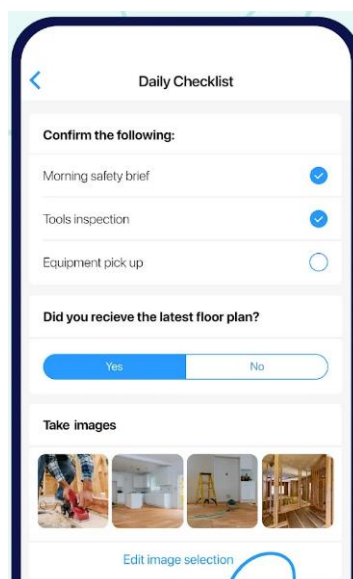 Daily Checklist
Confirm the following:
Morning safety brief
Tools inspection
Equipment pick up
Did you recieve the latest floor plan?
Yes No
Take images
Edit image selection